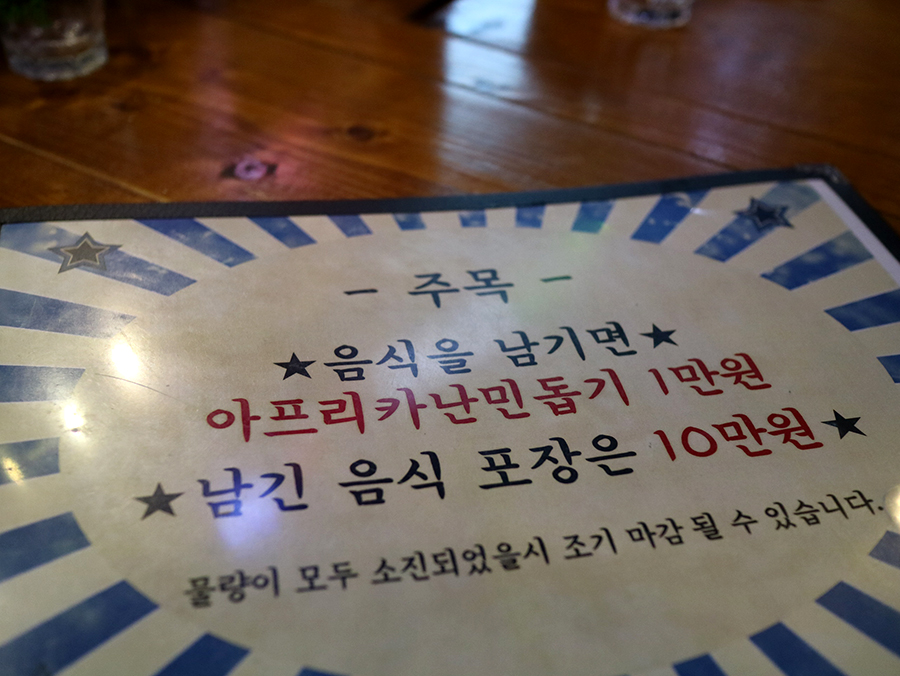 - 주목 -
★음식을 남기면★
아프리카난민돕기 1만원
★남긴 음식 포장은 10만원★
물량이 모두 소진되었을시 조기 마감 될 수 있습니다.